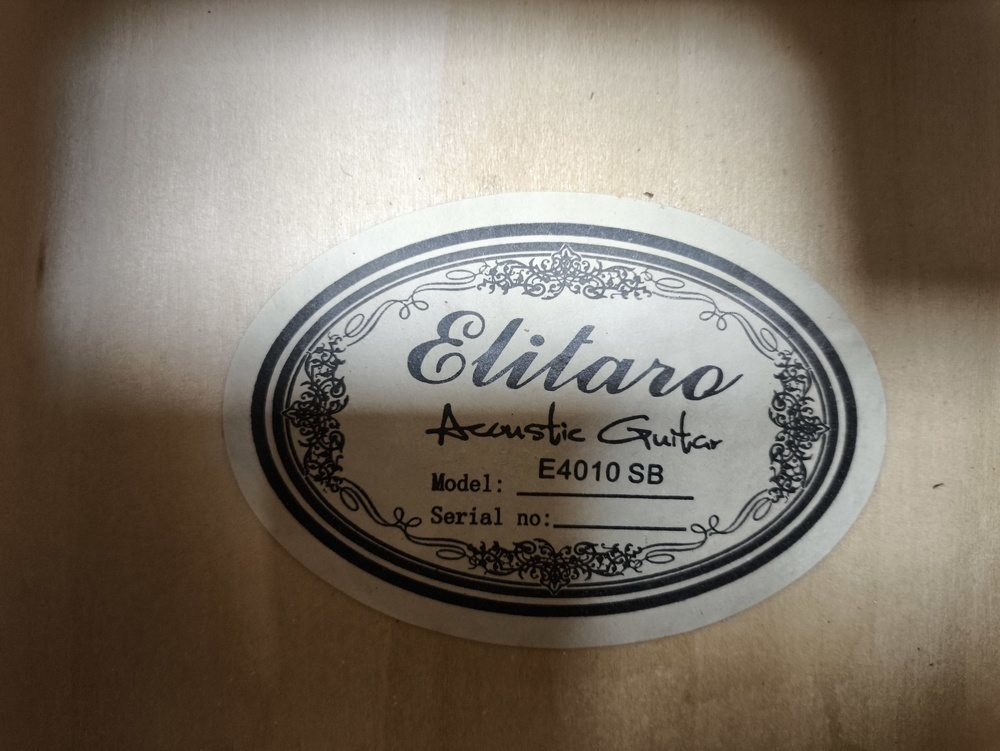 Elitaro
Acoustic Guitar
Model: E4010 SB
Serial no: